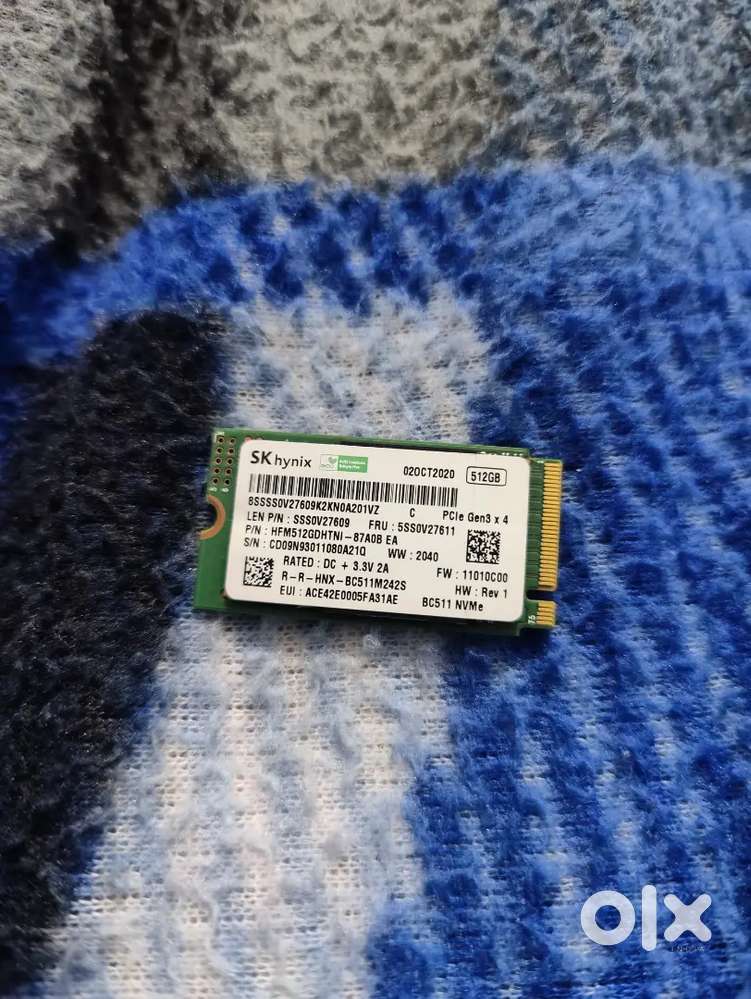 SK hynix
02OCT2020 512GB
8SSSS0V27609K2KN0A201VZ C PCIe Gen3 x 4
LEN P/N : SSS0V27609 FRU : 5SS0V27611
P/N : HFM512GDHTNI-87A0B EA
S/N : CD09N93011080A21Q WW : 2040
RATED : DC + 3.3V 2A FW : 11010C00
R-R-HNX-BC511M242S HW : Rev 1
EUI : ACE42E0005FA31AE BC511 NVMe
75
olx